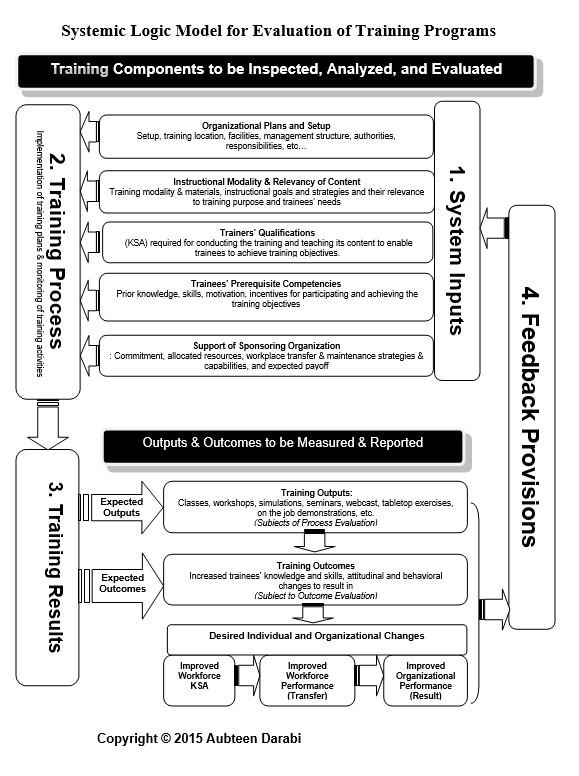 Systemic Logic Model for Evaluation of Training Programs
Training Components to be Inspected, Analyzed, and Evaluated
1. System Inputs
Organizational Plans and Setup
Setup, training location, facilities, management structure, authorities,
responsibilities, etc…
Instructional Modality & Relevancy of Content
Training modality & materials, instructional goals and strategies and their relevance
to training purpose and trainees' needs
Trainers' Qualifications
(KSA) required for conducting the training and teaching its content to enable
trainees to achieve training objectives.
Trainees' Prerequisite Competencies
Prior knowledge, skills, motivation, incentives for participating and achieving the
training objectives
Support of Sponsoring Organization
: Commitment, allocated resources, workplace transfer & maintenance strategies &
capabilities, and expected payoff
2. Training Process
Implementation of training plans & monitoring of training activities
Outputs & Outcomes to be Measured & Reported
3. Training Results
Expected
Outputs
Training Outputs:
Classes, workshops, simulations, seminars, webcast, tabletop exercises,
on the job demonstrations, etc.
(Subjects of Process Evaluation)
Expected
Outcomes
Training Outcomes
Increased trainees' knowledge and skills, attitudinal and behavioral
changes to result in
(Subject to Outcome Evaluation)
Desired Individual and Organizational Changes
Improved
Workforce
KSA
Improved
Workforce
Performance
(Transfer)
Improved
Organizational
Performance
(Result)
4. Feedback Provisions
Copyright © 2015 Aubteen Darabi